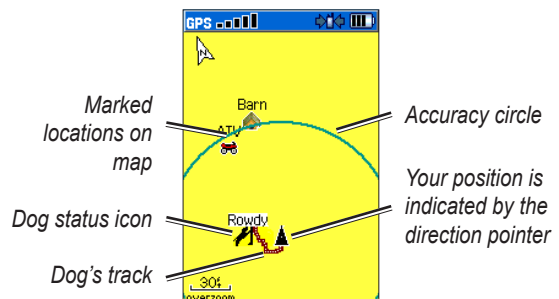 GPS
N
Barn
ATV
Rowdy
overzoom
Marked
locations on
map
Dog status icon
Dog's track
Accuracy circle
Your position is
indicated by the
direction pointer